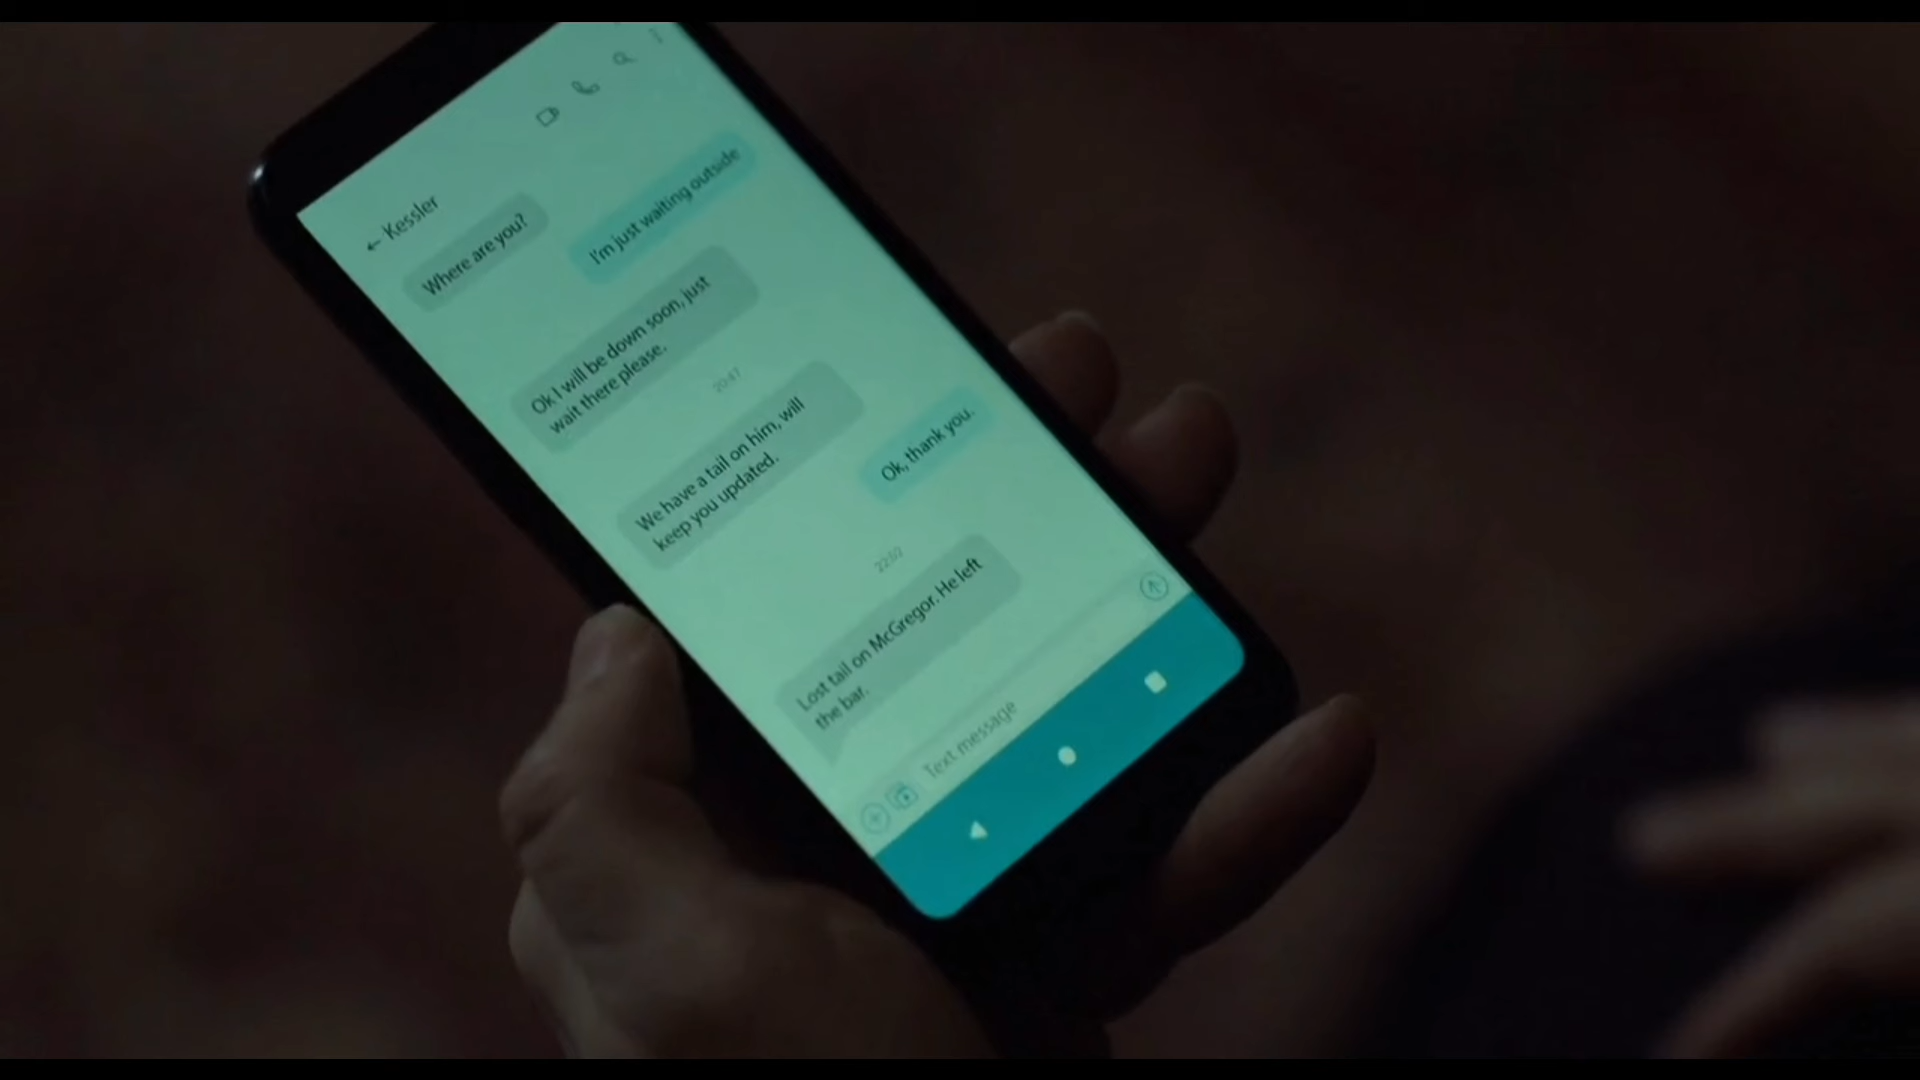 ← Kessler
Where are you?
I'm just waiting outside
Ok I will be down soon, just
wait there please.
20:47
We have a tail on him, will
keep you updated.
Ok, thank you.
Lost tail on McGregor. He left
the bar.
Text message